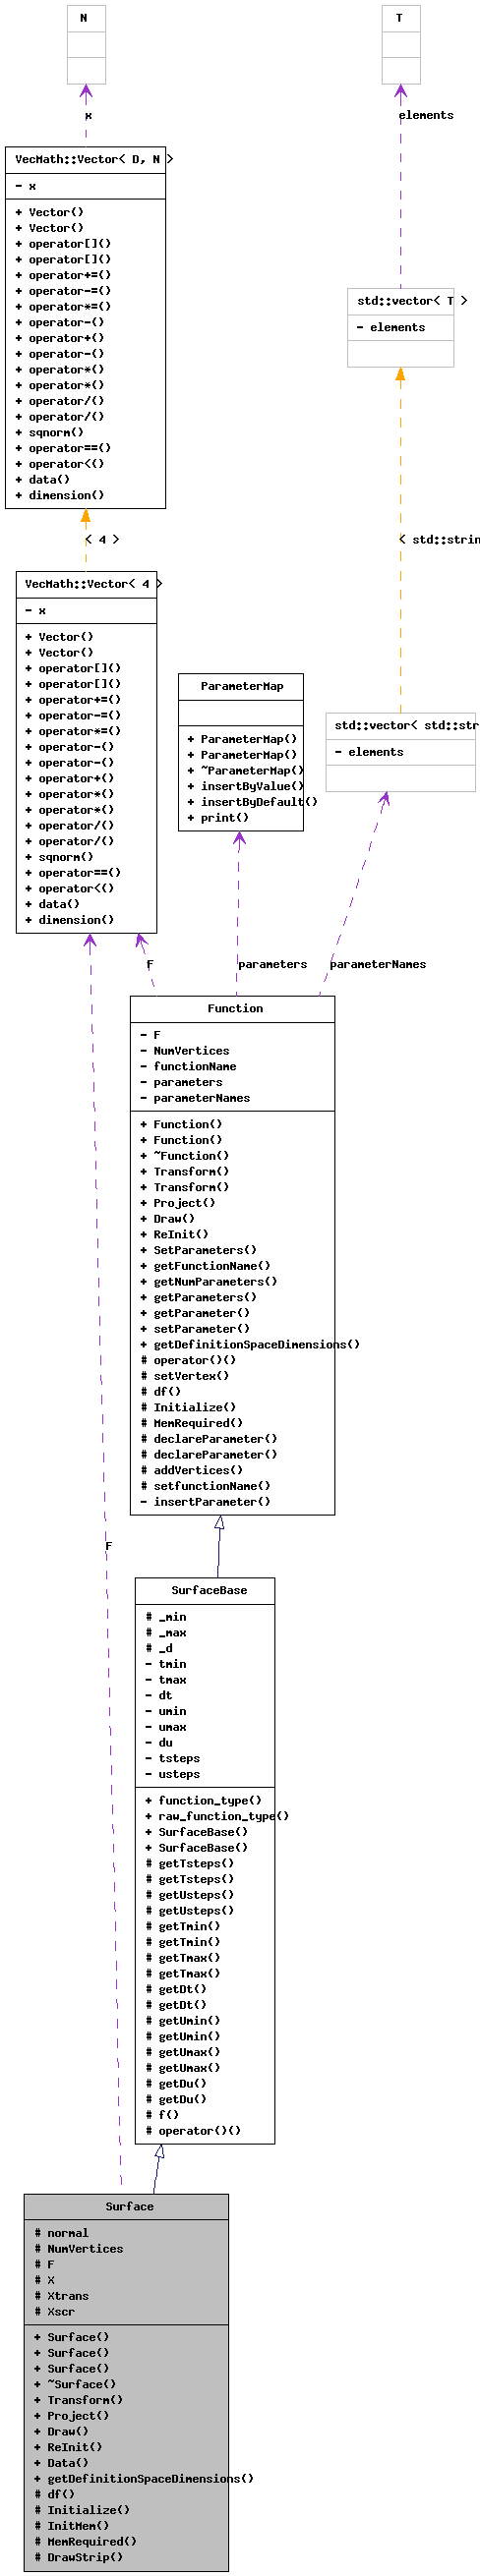 N
T
x
elements
VecMath::Vector< D, N >
- x
+ Vector()
+ Vector()
+ operator[]()
+ operator[]()
+ operator+=()
+ operator-=()
+ operator*=()
+ operator-()
+ operator+()
+ operator-()
+ operator*()
+ operator*()
+ operator/()
+ operator/()
+ sqnorm()
+ operator==()
+ operator<()
+ data()
+ dimension()
std::vector< T >
- elements
< 4 >
< std::strin
VecMath::Vector< 4 >
- x
+ Vector()
+ Vector()
+ operator[]()
+ operator[]()
+ operator+=()
+ operator-=()
+ operator*=()
+ operator-()
+ operator-()
+ operator+()
+ operator*()
+ operator*()
+ operator/()
+ operator/()
+ sqnorm()
+ operator==()
+ operator<()
+ data()
+ dimension()
ParameterMap
+ ParameterMap()
+ ParameterMap()
+ ~ParameterMap()
+ insertByValue()
+ insertByDefault()
+ print()
std::vector< std::str
- elements
F
parameters
parameterNames
Function
- F
- NumVertices
- functionName
- parameters
- parameterNames
+ Function()
+ Function()
+ ~Function()
+ Transform()
+ Transform()
+ Project()
+ Draw()
+ ReInit()
+ SetParameters()
+ getFunctionName()
+ getNumParameters()
+ getParameters()
+ getParameter()
+ setParameter()
+ getDefinitionSpaceDimensions()
# operator()()
# setVertex()
# df()
# Initialize()
# MemRequired()
# declareParameter()
# declareParameter()
# addVertices()
# setfunctionName()
- insertParameter()
F
SurfaceBase
# _min
# _max
# _d
- tmin
- tmax
- dt
- umin
- umax
- du
- tsteps
- usteps
+ function_type()
+ raw_function_type()
+ SurfaceBase()
+ SurfaceBase()
# getTsteps()
# getTsteps()
# getUsteps()
# getUsteps()
# getTmin()
# getTmin()
# getTmax()
# getTmax()
# getDt()
# getDt()
# getUmin()
# getUmin()
# getUmax()
# getUmax()
# getDu()
# getDu()
# f()
# operator()()
Surface
# normal
# NumVertices
# F
# X
# Xtrans
# Xscr
+ Surface()
+ Surface()
+ Surface()
+ ~Surface()
+ Transform()
+ Project()
+ Draw()
+ ReInit()
+ Data()
+ getDefinitionSpaceDimensions()
# df()
# Initialize()
# InitMem()
# MemRequired()
# DrawStrip()